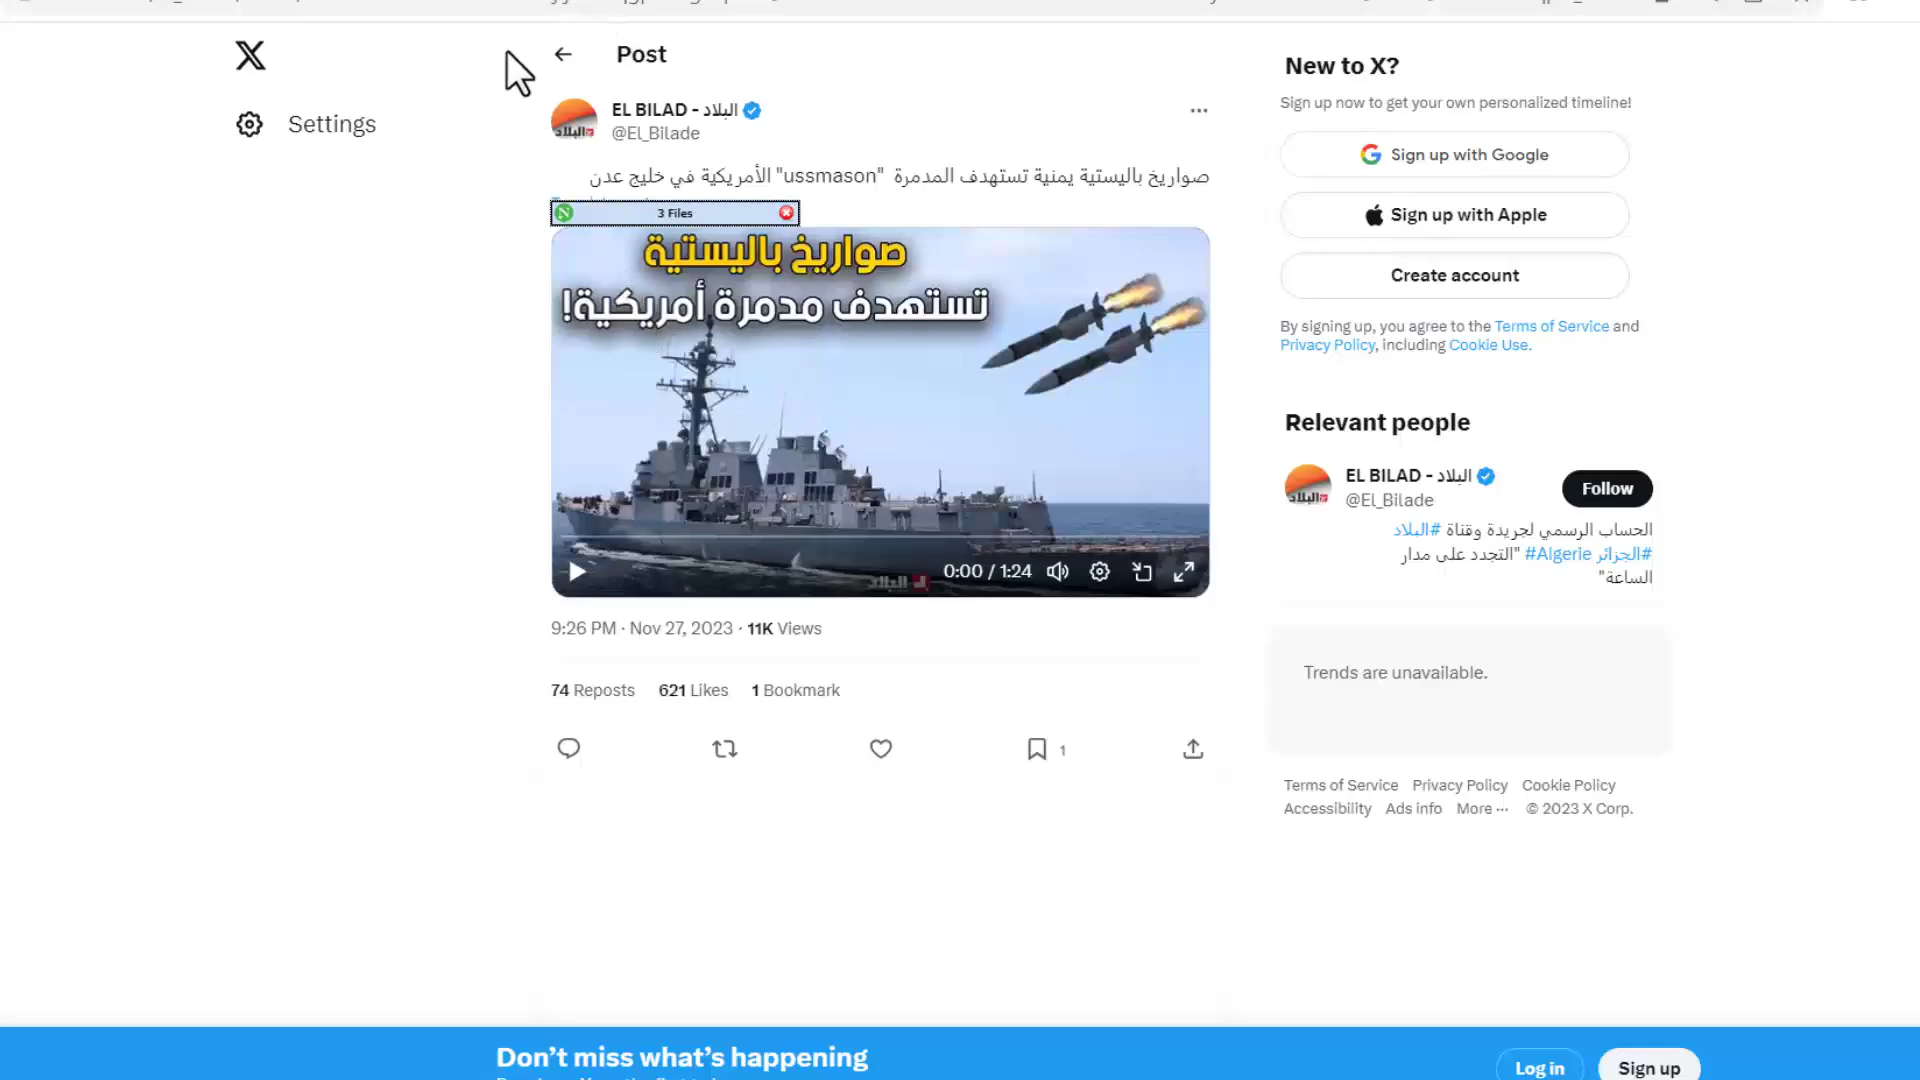 Post
Settings
EL BILAD - البلاد
@El_Bilade
صواريخ باليستية يمنية تستهدف المدمرة "ussmason" الأمريكية في خليج عدن
3 Files
صواريخ باليستية
تستهدف مدمرة أمريكية!
البلاد
0:00 / 1:24
9:26 PM · Nov 27, 2023 · 11K Views
74 Reposts 621 Likes 1 Bookmark
1
New to X?
Sign up now to get your own personalized timeline!
Sign up with Google
Sign up with Apple
Create account
By signing up, you agree to the Terms of Service and
Privacy Policy, including Cookie Use.
Relevant people
EL BILAD - البلاد
@El_Bilade
Follow
الحساب الرسمي لجريدة وقناة #البلاد
#الجزائر Algerie# "التجدد على مدار
الساعة"
Trends are unavailable.
Terms of Service Privacy Policy Cookie Policy
Accessibility Ads info More ··· © 2023 X Corp.
Don't miss what's happening
Log in
Sign up